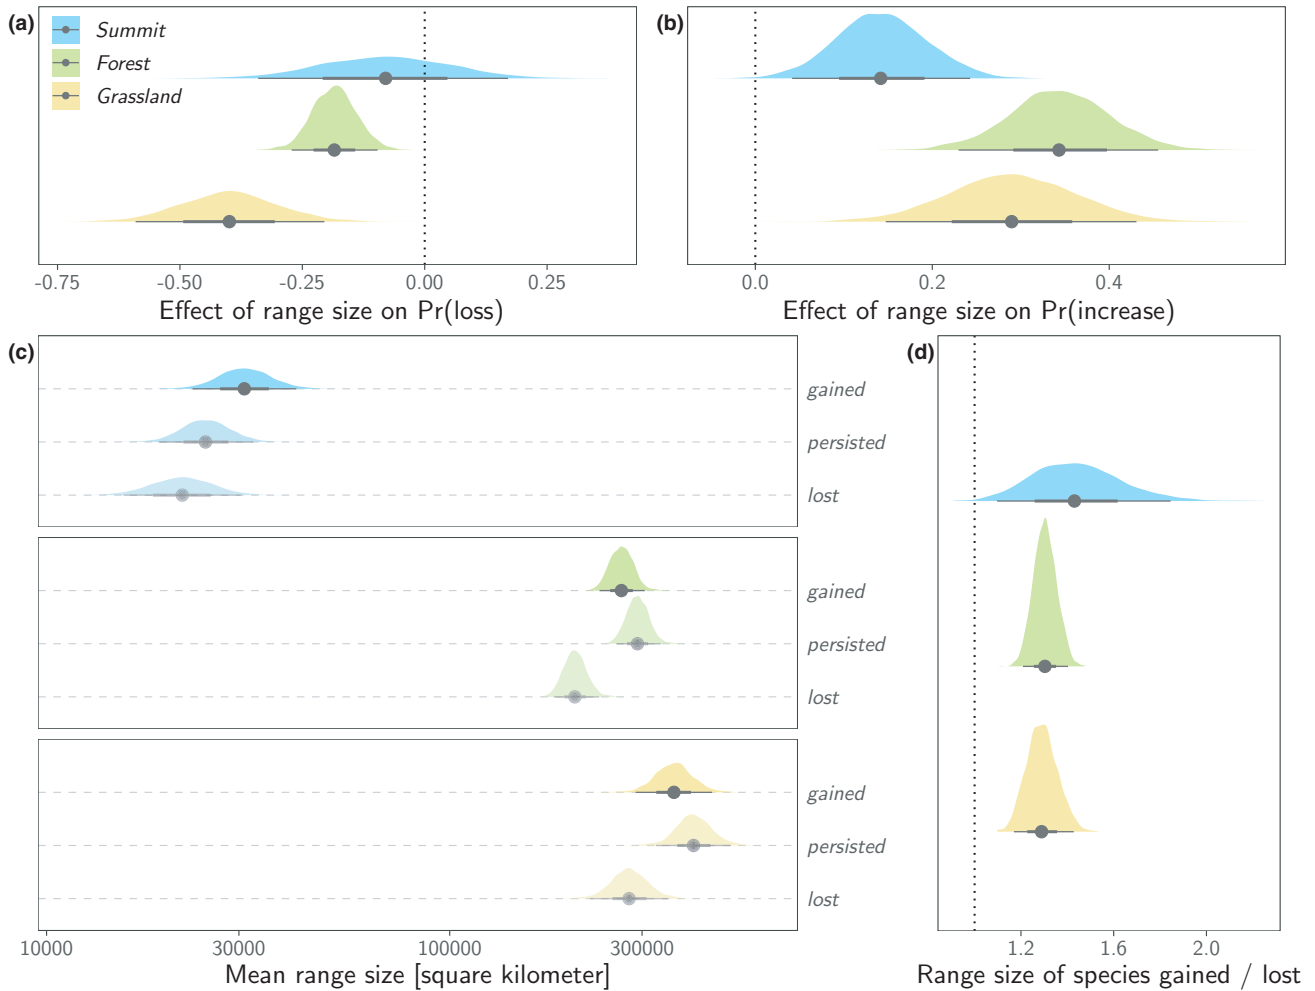 (a)
Summit
Forest
Grassland
-0.75 -0.50 -0.25 0.00 0.25
Effect of range size on Pr(loss)
(b)
0.0 0.2 0.4
Effect of range size on Pr(increase)
(c)
gained
persisted
lost
gained
persisted
lost
gained
persisted
lost
10000 30000 100000 300000
Mean range size [square kilometer]
(d)
1.2 1.6 2.0
Range size of species gained / lost